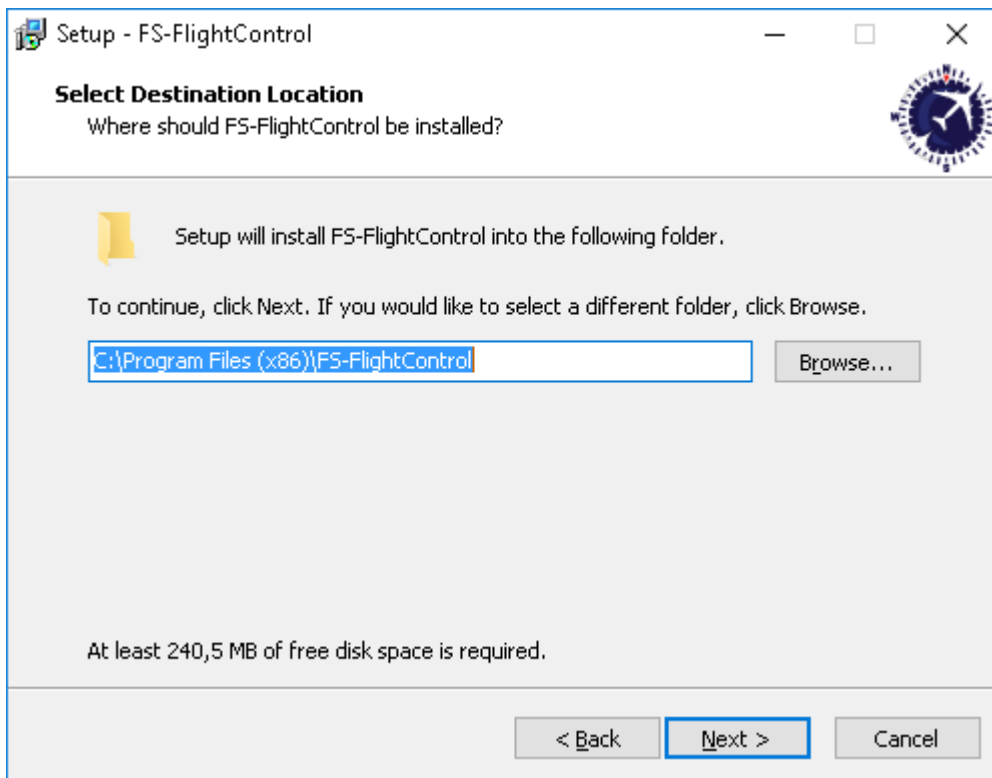 Setup - FS-FlightControl
Select Destination Location
Where should FS-FlightControl be installed?
N
W
S
Setup will install FS-FlightControl into the following folder.
To continue, click Next. If you would like to select a different folder, click Browse.
C:\Program Files (x86)\FS-FlightControl
Browse...
At least 240,5 MB of free disk space is required.
< Back
Next >
Cancel